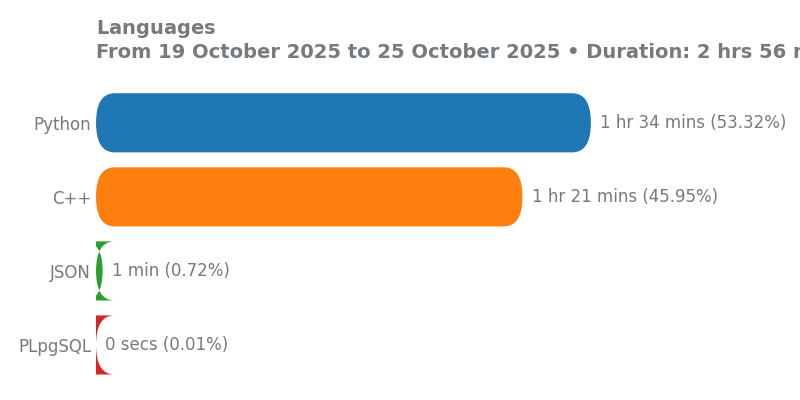 Languages
From 19 October 2025 to 25 October 2025 • Duration: 2 hrs 56
Python 1 hr 34 mins (53.32%)
C++ 1 hr 21 mins (45.95%)
JSON 1 min (0.72%)
PLpgSQL 0 secs (0.01%)